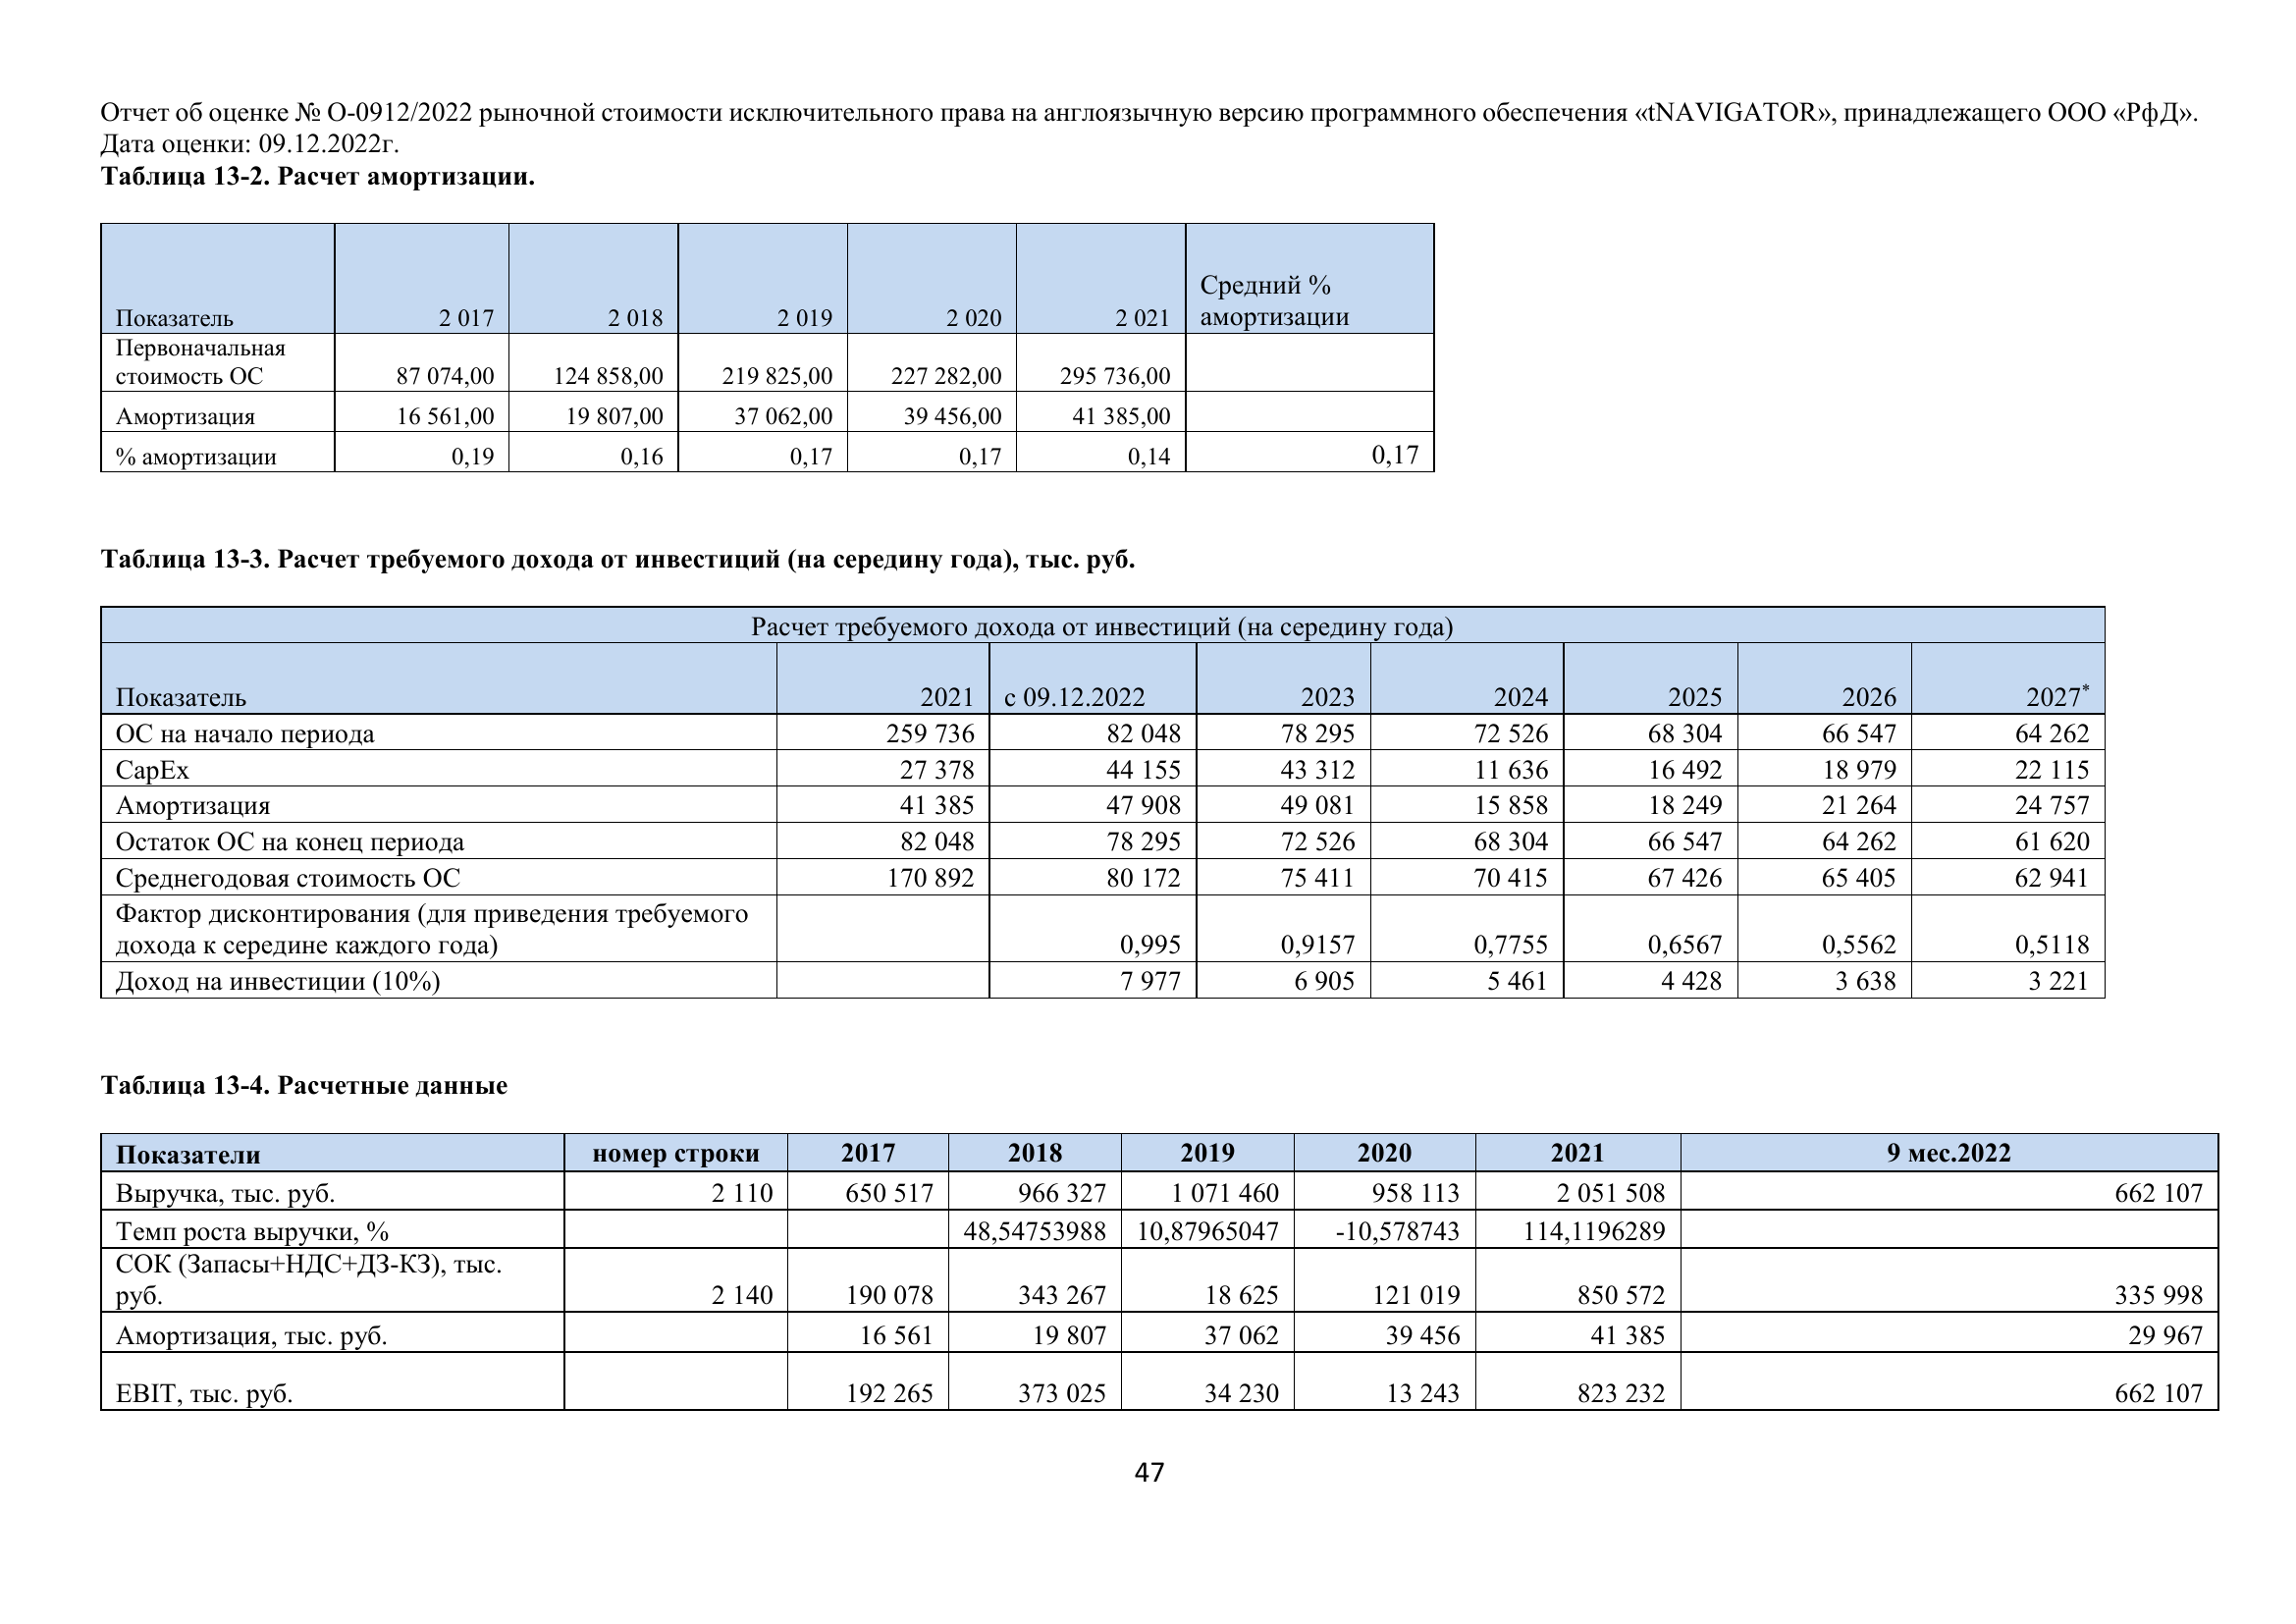 Отчет об оценке № О-0912/2022 рыночной стоимости исключительного права на англоязычную версию программного обеспечения «tNAVIGATOR», принадлежащего ООО «РфД».
Дата оценки: 09.12.2022г.
Таблица 13-2. Расчет амортизации.
Показатель 2 017 2 018 2 019 2 020 2 021 Средний % амортизации
Первоначальная
стоимость ОС 87 074,00 124 858,00 219 825,00 227 282,00 295 736,00
Амортизация 16 561,00 19 807,00 37 062,00 39 456,00 41 385,00
% амортизации 0,19 0,16 0,17 0,17 0,14 0,17
Таблица 13-3. Расчет требуемого дохода от инвестиций (на середину года), тыс. руб.
Расчет требуемого дохода от инвестиций (на середину года)
Показатель 2021 с 09.12.2022 2023 2024 2025 2026 2027*
ОС на начало периода 259 736 82 048 78 295 72 526 68 304 66 547 64 262
CapEx 27 378 44 155 43 312 11 636 16 492 18 979 22 115
Амортизация 41 385 47 908 49 081 15 858 18 249 21 264 24 757
Остаток ОС на конец периода 82 048 78 295 72 526 68 304 66 547 64 262 61 620
Среднегодовая стоимость ОС 170 892 80 172 75 411 70 415 67 426 65 405 62 941
Фактор дисконтирования (для приведения требуемого
дохода к середине каждого года) 0,995 0,9157 0,7755 0,6567 0,5562 0,5118
Доход на инвестиции (10%) 7 977 6 905 5 461 4 428 3 638 3 221
Таблица 13-4. Расчетные данные
Показатели номер строки 2017 2018 2019 2020 2021 9 мес.2022
Выручка, тыс. руб. 2 110 650 517 966 327 1 071 460 958 113 2 051 508 662 107
Темп роста выручки, % 48,54753988 10,87965047 -10,578743 114,1196289
СОК (Запасы+НДС+ДЗ-КЗ), тыс.
руб. 2 140 190 078 343 267 18 625 121 019 850 572 335 998
Амортизация, тыс. руб. 16 561 19 807 37 062 39 456 41 385 29 967
EBIT, тыс. руб. 192 265 373 025 34 230 13 243 823 232 662 107
47